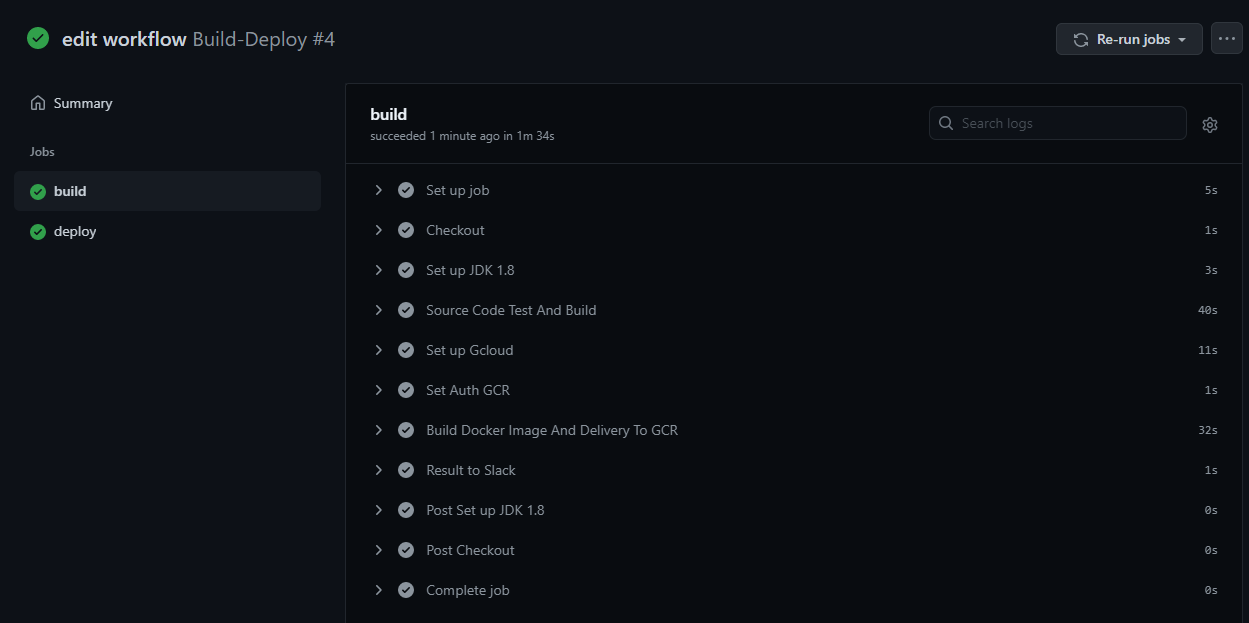 edit workflow Build-Deploy #4
Re-run jobs
Summary
Jobs
build
deploy
build
succeeded 1 minute ago in 1m 34s
Search logs
Set up job 5s
Checkout 1s
Set up JDK 1.8 3s
Source Code Test And Build 40s
Set up Gcloud 11s
Set Auth GCR 1s
Build Docker Image And Delivery To GCR 32s
Result to Slack 1s
Post Set up JDK 1.8 0s
Post Checkout 0s
Complete job 0s